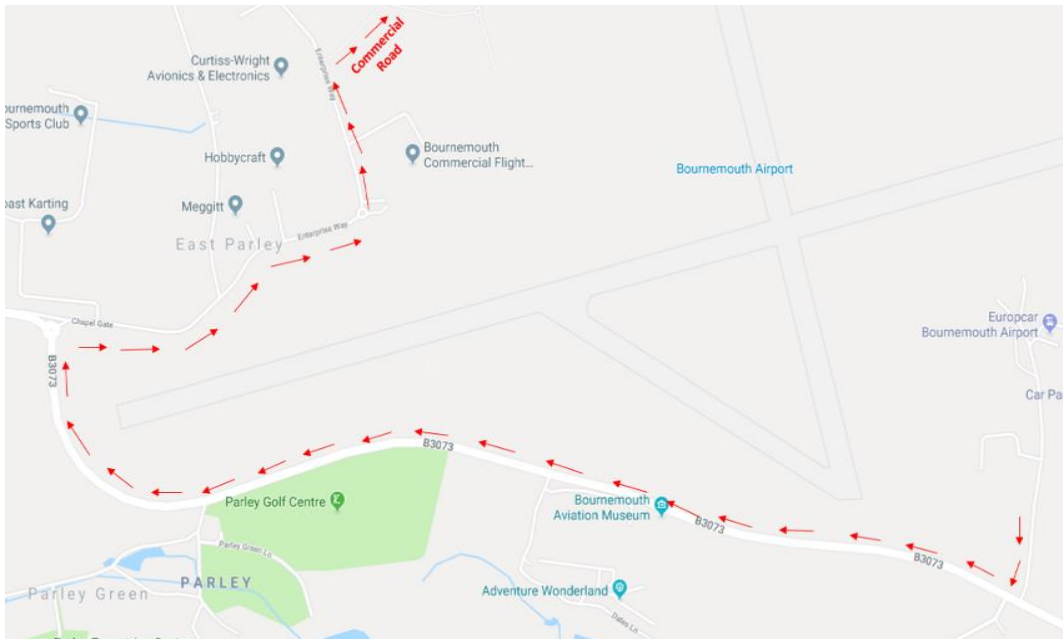 Commercial
Road
Curtiss-Wright
Avionics & Electronics
Enterprise Way
ournemouth
Sports Club
Hobbycraft
Bournemouth
Commercial Flight...
Bournemouth Airport
Meggitt
oast Karting
East Parley
Enterprise Way
Chapel Gate
Europcar
Bournemouth Airport
B3073
Car Pa
B3073
Parley Golf Centre
Bournemouth
Aviation Museum
B3073
B3073
Parley Green Ln
PARLEY
Parley Green
Adventure Wonderland
Dales Ln